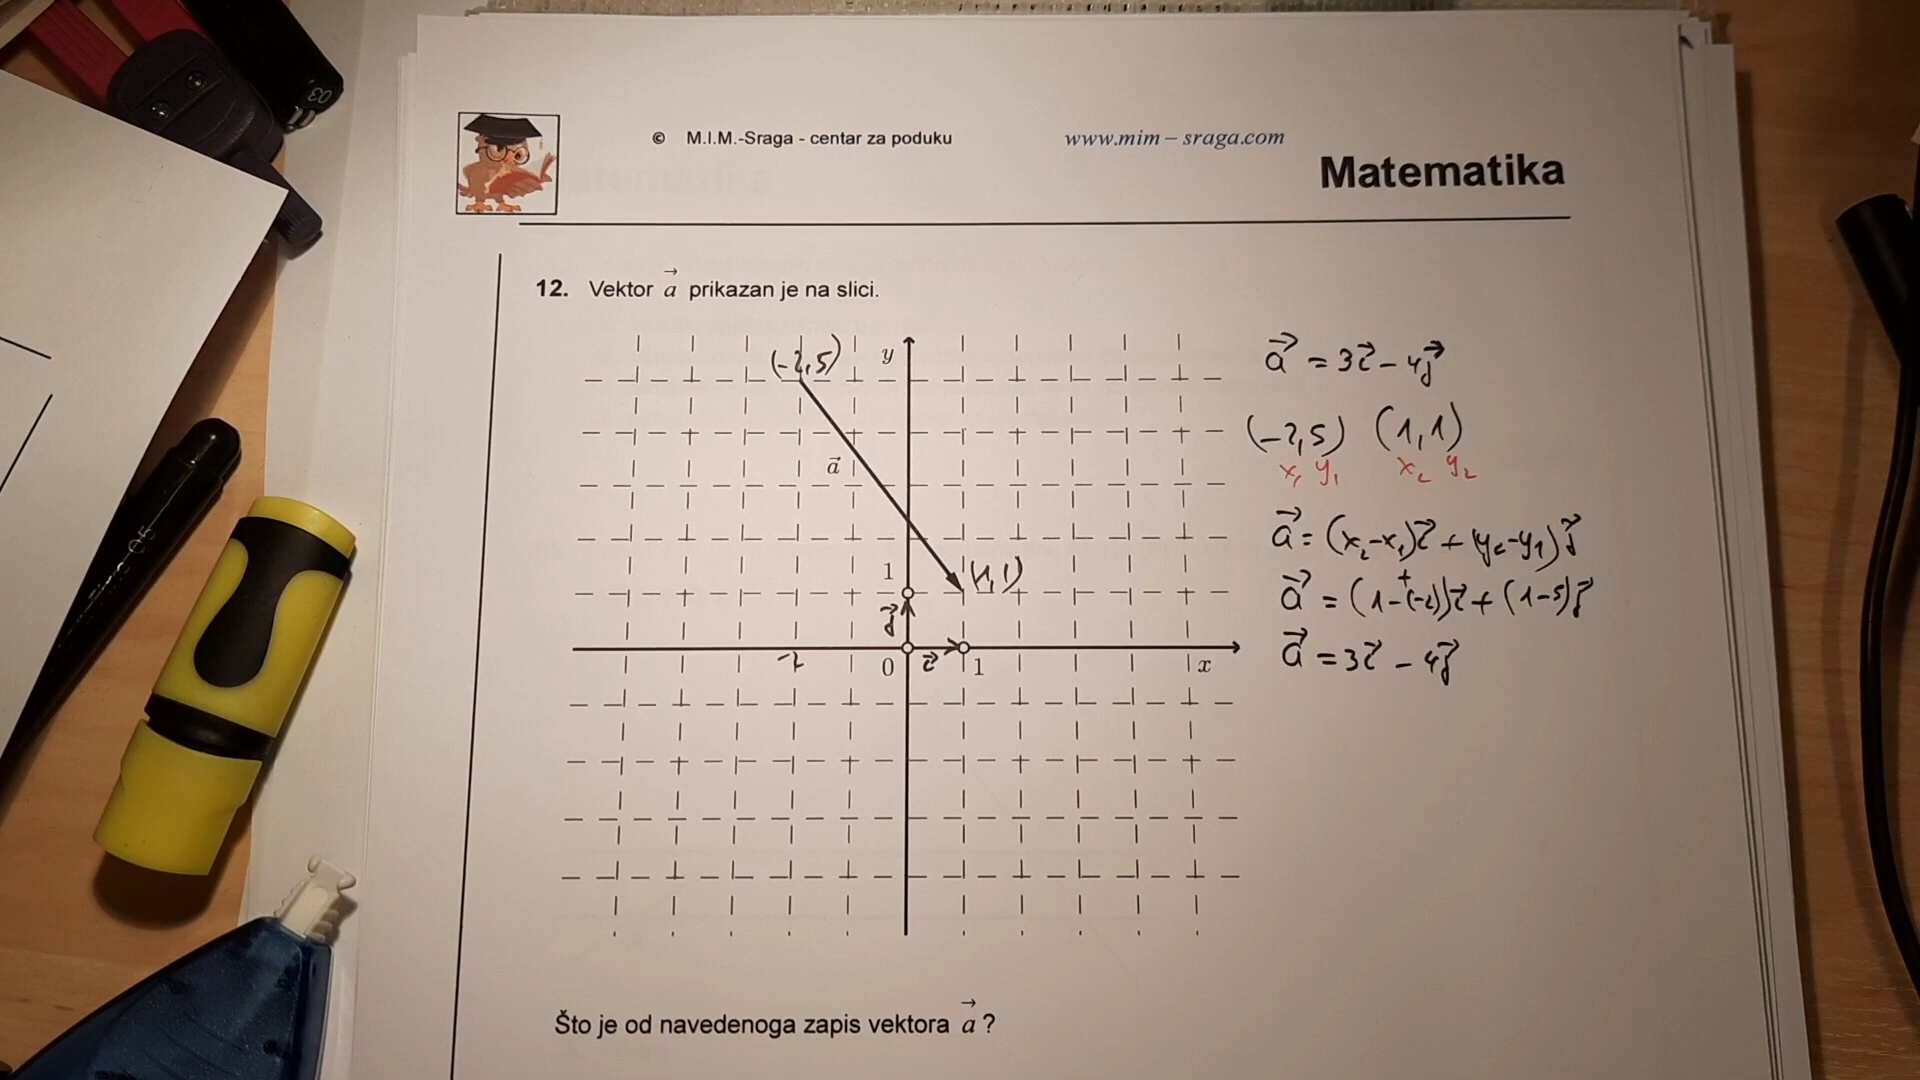 © M.I.M.-Sraga - centar za poduku
www.mim-sraga.com
Matematika
12. Vektor a⃗ prikazan je na slici.
(-2,5)
y
a⃗
1
(1,1)
j⃗
-2
0
i⃗
1
x
a⃗ = 3i⃗ - 4j⃗
(-2,5) (1,1)
x₁ y₁ x₂ y₂
a⃗ = (x₂-x₁)i⃗ + (y₂-y₁)j⃗
a⃗ = (1-(-2))i⃗ + (1-5)j⃗
+
a⃗ = 3i⃗ - 4j⃗
Što je od navedenoga zapis vektora a⃗ ?
03
05